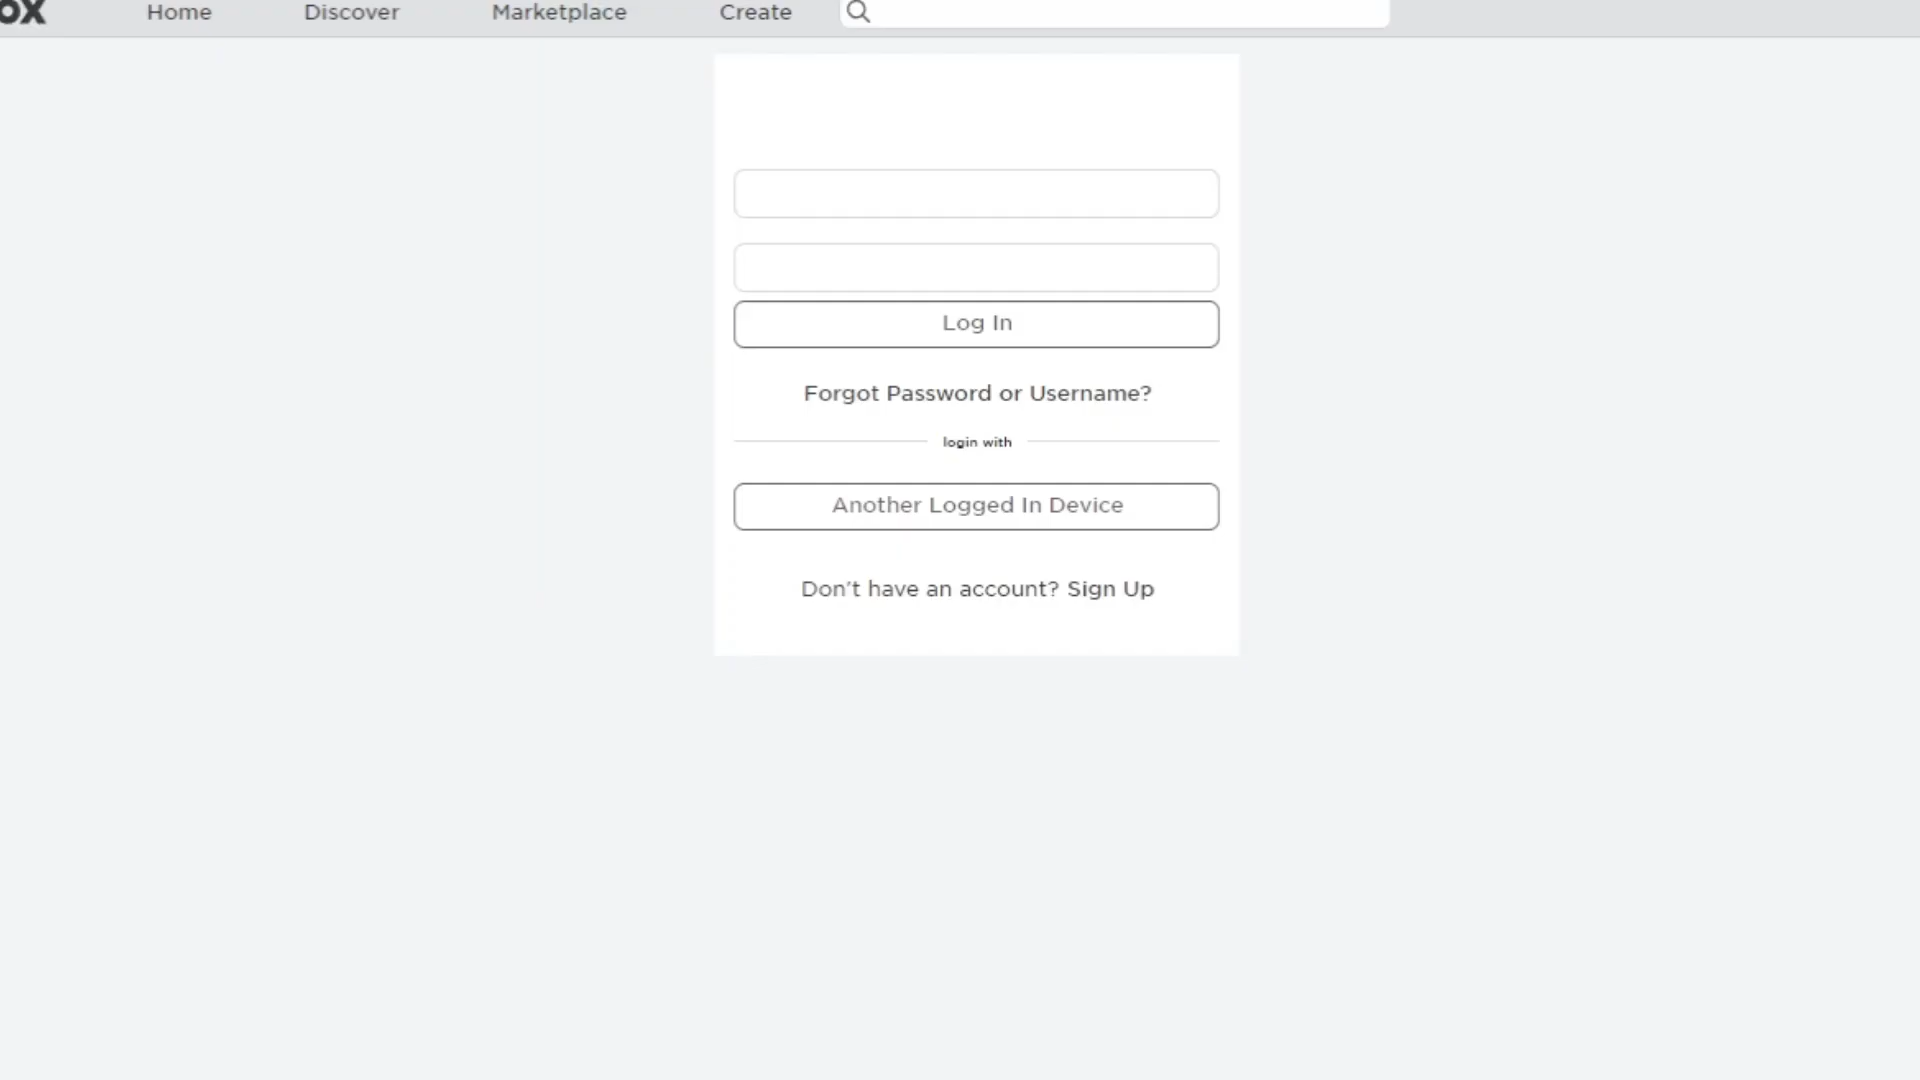 ox Home Discover Marketplace Create
Log In
Forgot Password or Username?
login with
Another Logged In Device
Don't have an account? Sign Up